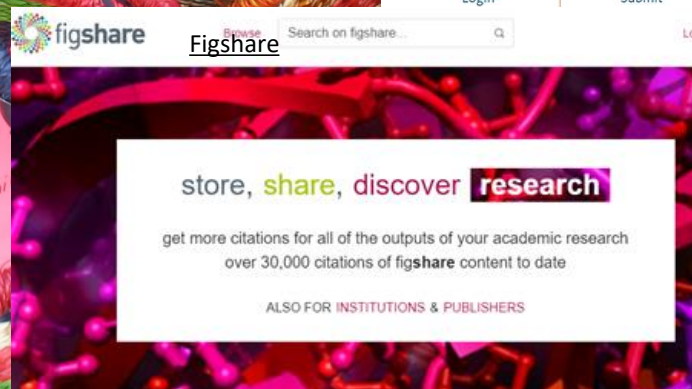 Login Submit
figshare Browse Search on figshare...
Figshare
store, share, discover research
get more citations for all of the outputs of your academic research
over 30,000 citations of figshare content to date
ALSO FOR INSTITUTIONS & PUBLISHERS